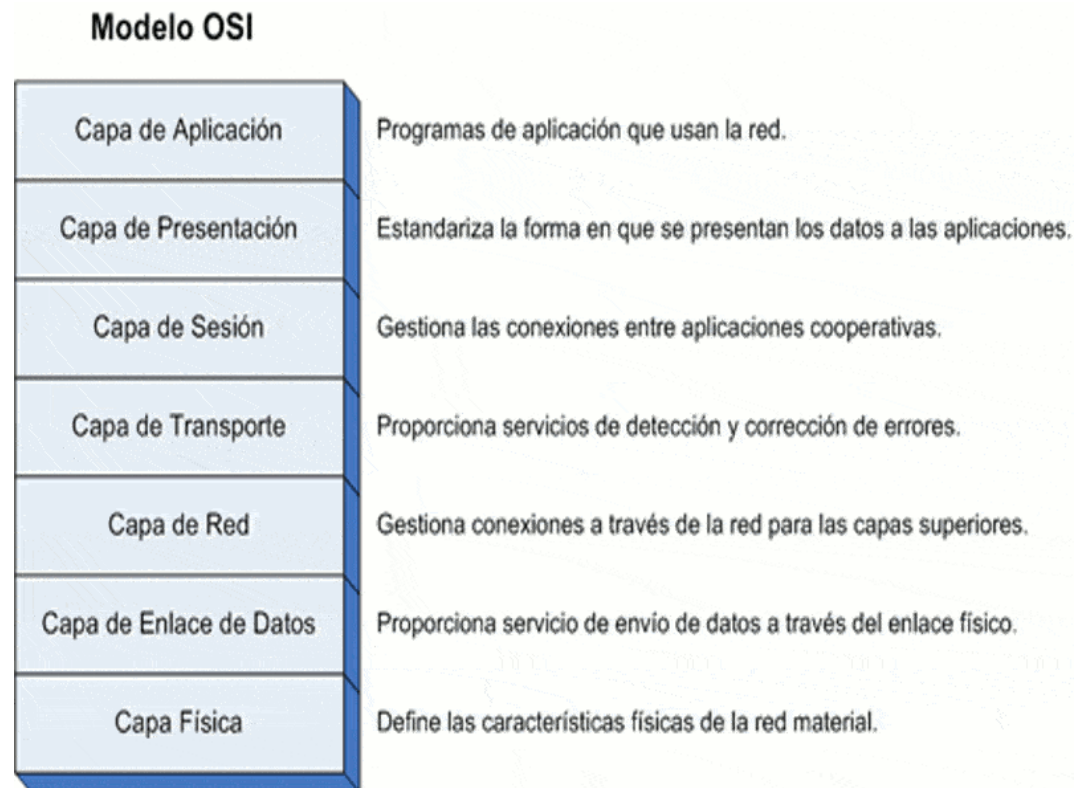 Modelo OSI
Capa de Aplicación
Programas de aplicación que usan la red.
Capa de Presentación
Estandariza la forma en que se presentan los datos a las aplicaciones.
Capa de Sesión
Gestiona las conexiones entre aplicaciones cooperativas.
Capa de Transporte
Proporciona servicios de detección y corrección de errores.
Capa de Red
Gestiona conexiones a través de la red para las capas superiores.
Capa de Enlace de Datos
Proporciona servicio de envío de datos a través del enlace físico.
Capa Física
Define las características físicas de la red material.